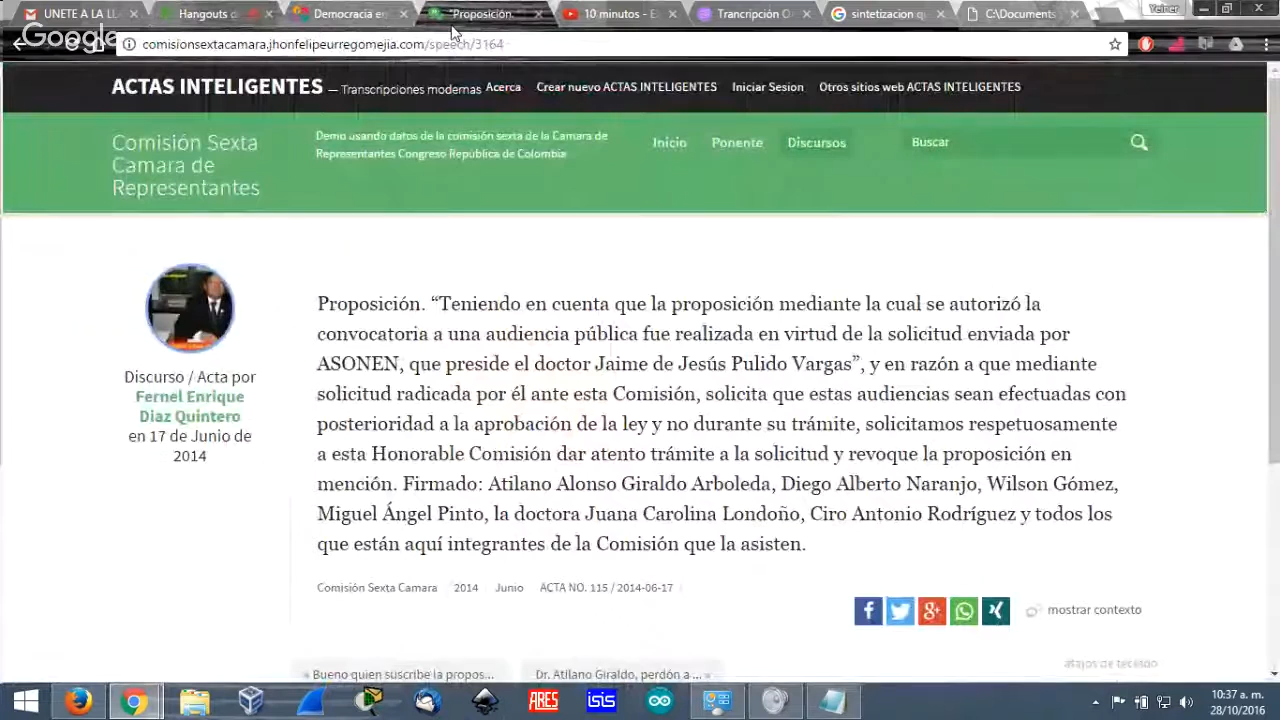 UNETE A LA LL
Hangouts
Democracia en
"Proposición.
10 minutos - E
Trancripción O
sintetizacion q
C:\Documents
Yeiner
Google
comisionsextacamara.jhonfelipeurregomejia.com/speech/3164
ACTAS INTELIGENTES — Transcripciones modernas Acerca Crear nuevo ACTAS INTELIGENTES Iniciar Sesion Otros sitios web ACTAS INTELIGENTES
Comisión Sexta
Camara de
Representantes
Demo usando datos de la comisión sexta de la Camara de
Representantes Congreso República de Colombia
Inicio Ponente Discursos Buscar
Discurso / Acta por
Fernel Enrique
Diaz Quintero
en 17 de Junio de
2014
Proposición. “Teniendo en cuenta que la proposición mediante la cual se autorizó la
convocatoria a una audiencia pública fue realizada en virtud de la solicitud enviada por
ASONEN, que preside el doctor Jaime de Jesús Pulido Vargas”, y en razón a que mediante
solicitud radicada por él ante esta Comisión, solicita que estas audiencias sean efectuadas con
posterioridad a la aprobación de la ley y no durante su trámite, solicitamos respetuosamente
a esta Honorable Comisión dar atento trámite a la solicitud y revoque la proposición en
mención. Firmado: Atilano Alonso Giraldo Arboleda, Diego Alberto Naranjo, Wilson Gómez,
Miguel Ángel Pinto, la doctora Juana Carolina Londoño, Ciro Antonio Rodríguez y todos los
que están aquí integrantes de la Comisión que la asisten.
Comisión Sexta Camara 2014 Junio ACTA NO. 115 / 2014-06-17
mostrar contexto
« Bueno quien suscribe la propos...
Dr. Atilano Giraldo, perdón a ... »
ARES
isis
10:37 a. m.
28/10/2016